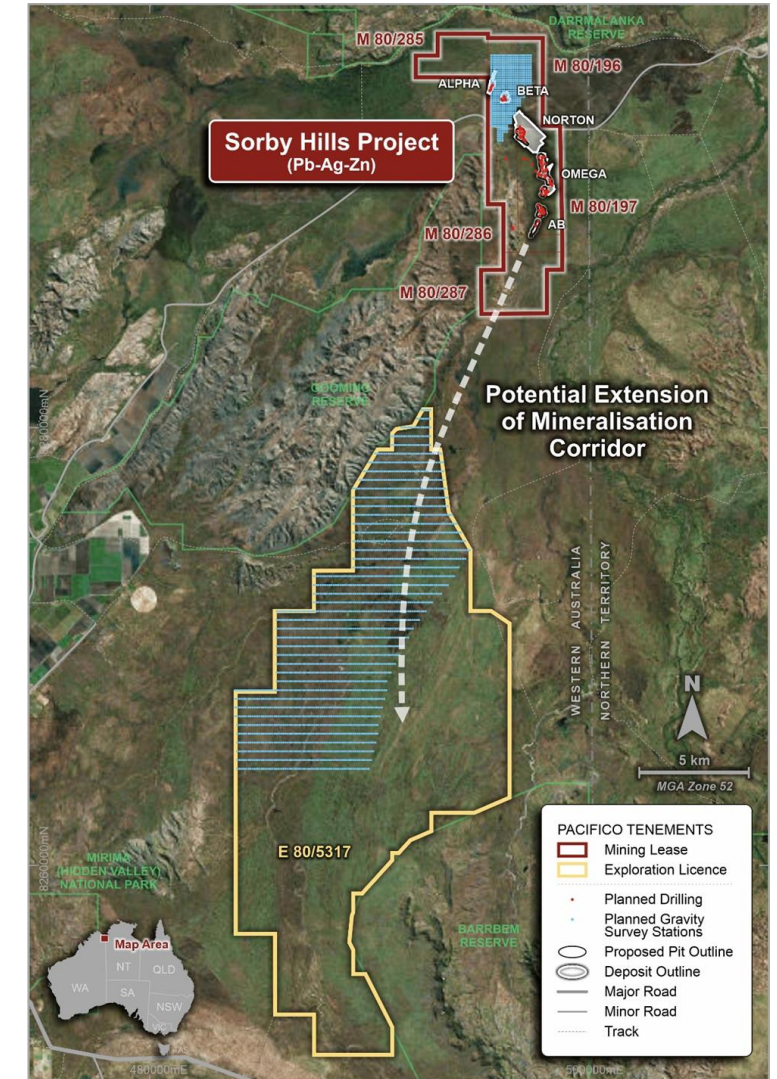 DARRMALANKA
RESERVE
M 80/285
M 80/196
ALPHA
BETA
NORTON
Sorby Hills Project
(Pb-Ag-Zn)
OMEGA
M 80/197
AB
M 80/286
M 80/287
GOOMING
RESERVE
Potential Extension
of Mineralisation
Corridor
WESTERN AUSTRALIA
NORTHERN TERRITORY
N
5 km
MGA Zone 52
E 80/5317
8260000mN
MIRIMA
(HIDDEN VALLEY)
NATIONAL PARK
BARRBEM
RESERVE
PACIFICO TENEMENTS
Mining Lease
Exploration Licence
Planned Drilling
Planned Gravity
Survey Stations
Proposed Pit Outline
Deposit Outline
Major Road
Minor Road
Track
Map Area
NT
QLD
WA
SA
NSW
VIC
480000mE
500000mE